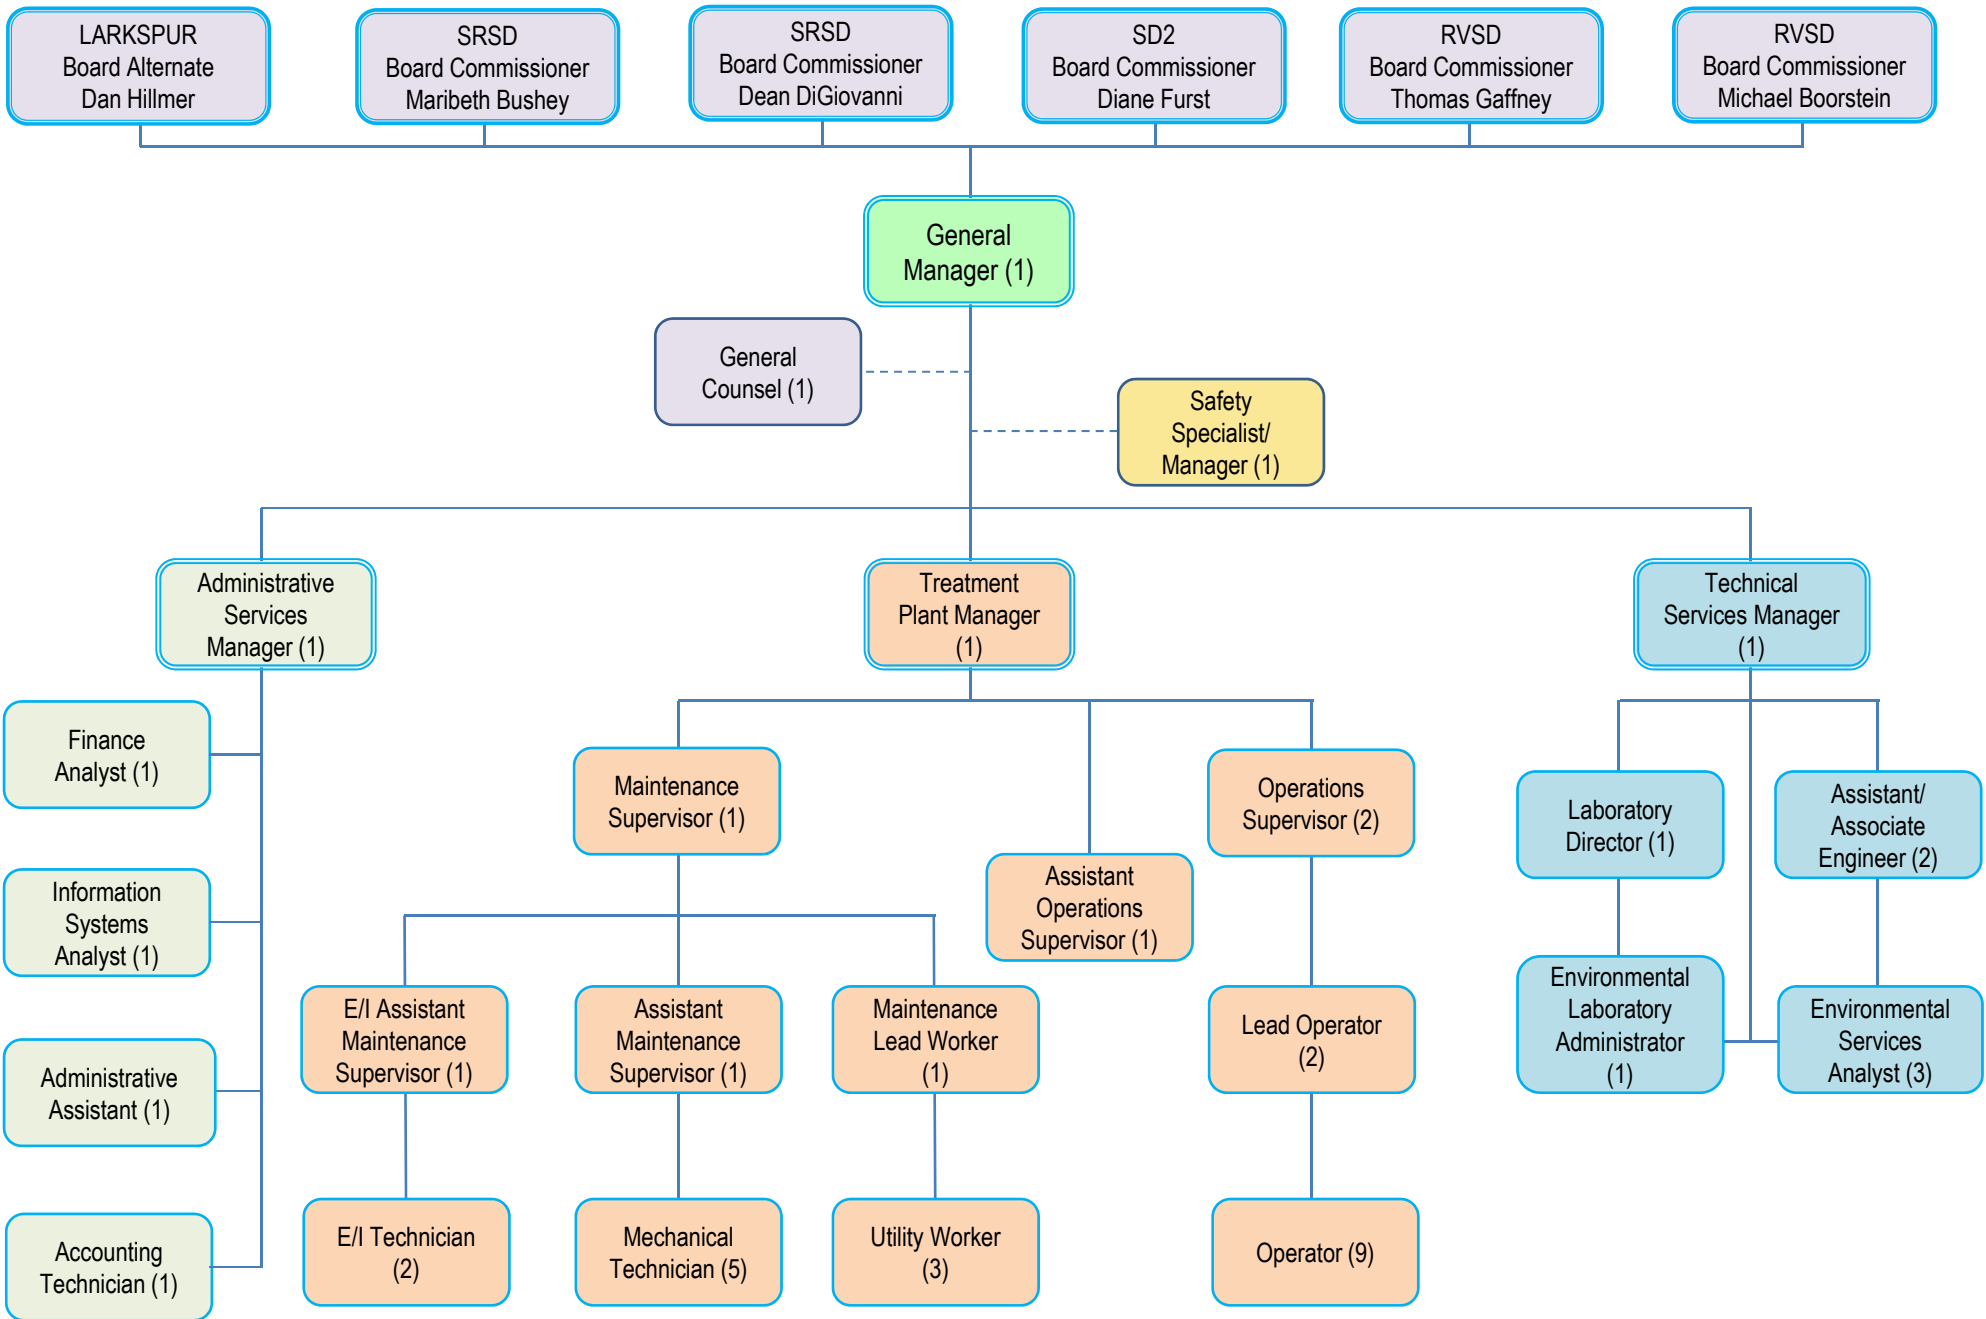 LARKSPUR
Board Alternate
Dan Hillmer
SRSD
Board Commissioner
Maribeth Bushey
SRSD
Board Commissioner
Dean DiGiovanni
SD2
Board Commissioner
Diane Furst
RVSD
Board Commissioner
Thomas Gaffney
RVSD
Board Commissioner
Michael Boorstein
General
Manager (1)
General
Counsel (1)
Safety
Specialist/
Manager (1)
Administrative
Services
Manager (1)
Treatment
Plant Manager
(1)
Technical
Services Manager
(1)
Finance
Analyst (1)
Information
Systems
Analyst (1)
Administrative
Assistant (1)
Accounting
Technician (1)
Maintenance
Supervisor (1)
Assistant
Operations
Supervisor (1)
Operations
Supervisor (2)
E/I Assistant
Maintenance
Supervisor (1)
Assistant
Maintenance
Supervisor (1)
Maintenance
Lead Worker
(1)
Lead Operator
(2)
E/I Technician
(2)
Mechanical
Technician (5)
Utility Worker
(3)
Operator (9)
Laboratory
Director (1)
Assistant/
Associate
Engineer (2)
Environmental
Laboratory
Administrator
(1)
Environmental
Services
Analyst (3)